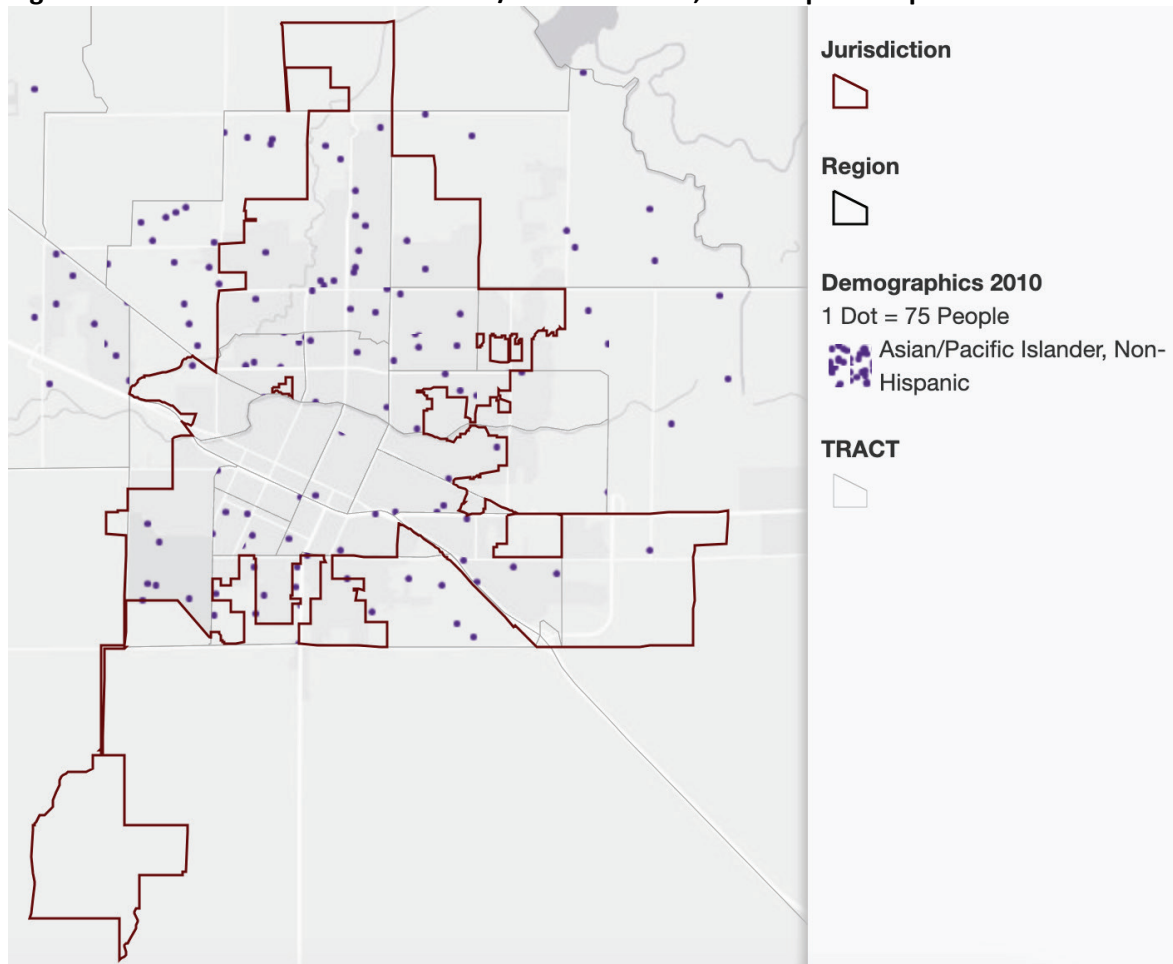 Jurisdiction
Region
Demographics 2010
1 Dot = 75 People
Asian/Pacific Islander, Non-
Hispanic
TRACT